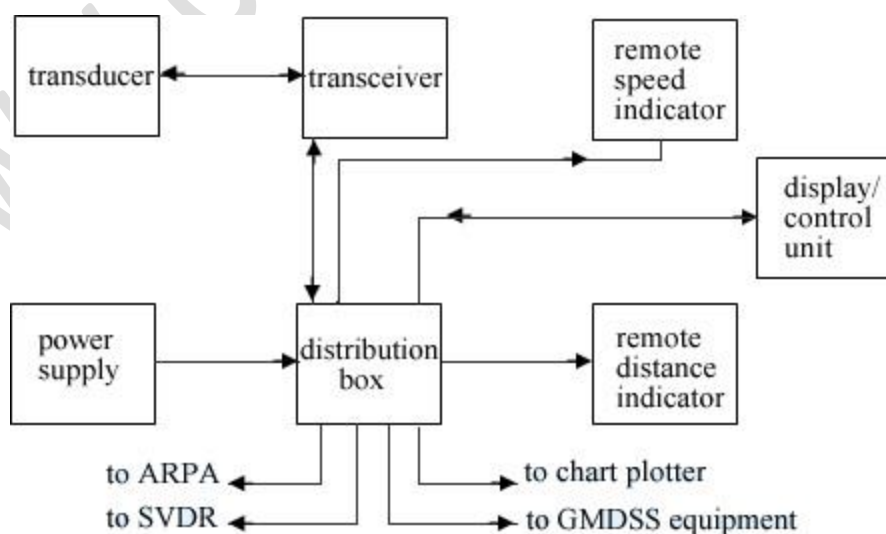 transducer
transceiver
remote
speed
indicator
display/
control
unit
power
supply
distribution
box
remote
distance
indicator
to ARPA
to chart plotter
to SVDR
to GMDSS equipment